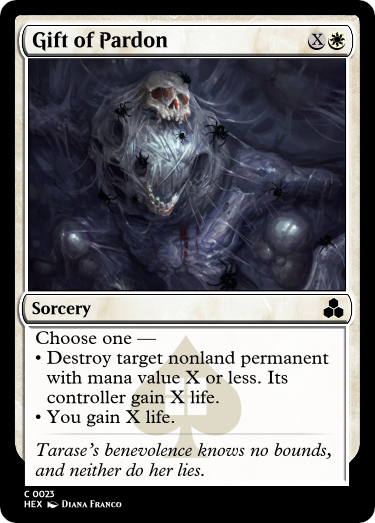 Gift of Pardon X
Sorcery
Choose one —
• Destroy target nonland permanent
with mana value X or less. Its
controller gain X life.
• You gain X life.
Tarase's benevolence knows no bounds,
and neither do her lies.
C 0023
HEX Diana Franco